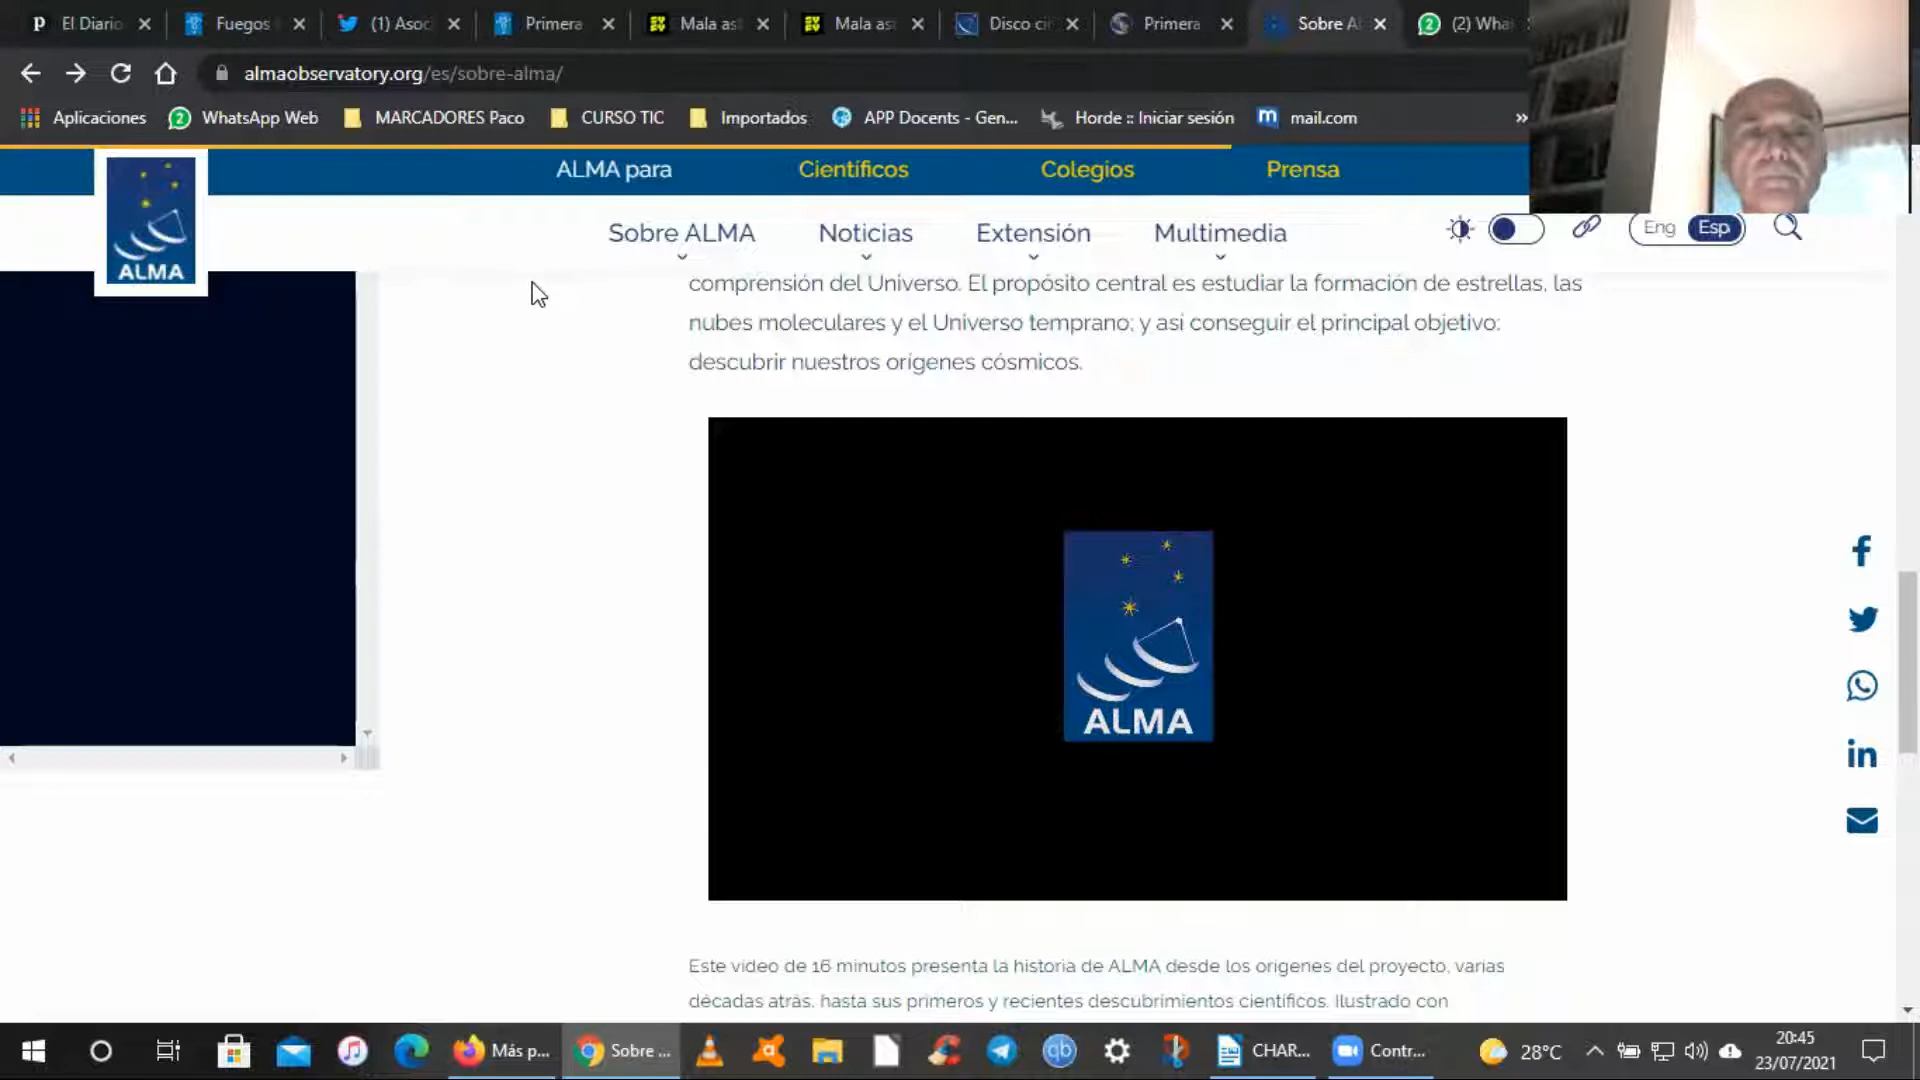 El Diario
Fuegos
(1) Asoc
Primera
Mala as
Mala as
Disco ci
Primera
Sobre Al
(2) Wha
almaobservatory.org/es/sobre-alma/
Aplicaciones
WhatsApp Web
MARCADORES Paco
CURSO TIC
Importados
APP Docents - Gen...
Horde :: Iniciar sesión
mail.com
»
ALMA para
Científicos
Colegios
Prensa
ALMA
Sobre ALMA
Noticias
Extensión
Multimedia
Eng
Esp
comprensión del Universo. El propósito central es estudiar la formación de estrellas, las
nubes moleculares y el Universo temprano; y así conseguir el principal objetivo:
descubrir nuestros orígenes cósmicos.
ALMA
Este video de 16 minutos presenta la historia de ALMA desde los orígenes del proyecto, varias
décadas atrás, hasta sus primeros y recientes descubrimientos científicos. Ilustrado con
Más p...
Sobre ...
qb
CHAR...
Contr...
28°C
20:45
23/07/2021